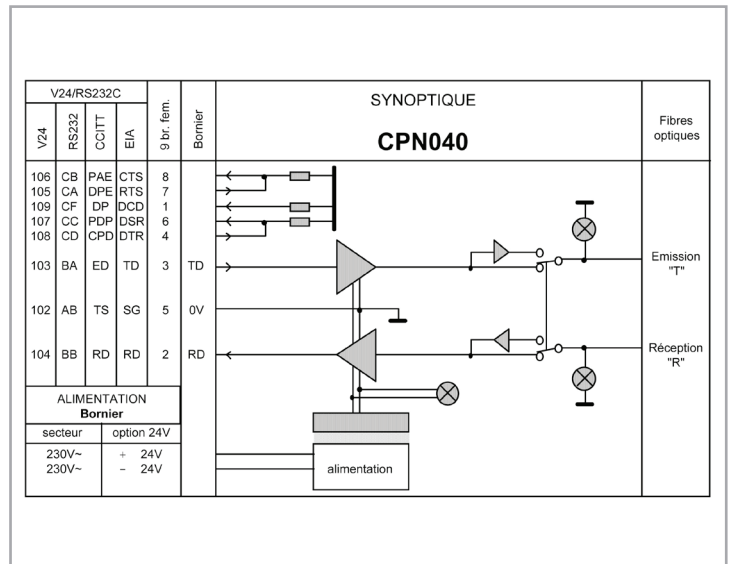 V24/RS232C
V24
RS232
CCITT
EIA
9 br. fem.
Bornier
SYNOPTIQUE
CPN040
Fibres
optiques
106 CB PAE CTS 8
105 CA DPE RTS 7
109 CF DP DCD 1
107 CC PDP DSR 6
108 CD CPD DTR 4
103 BA ED TD 3 TD
Emission
"T"
102 AB TS SG 5 0V
104 BB RD RD 2 RD
Réception
"R"
ALIMENTATION
Bornier
secteur option 24V
230V~ + 24V
230V~ - 24V
alimentation